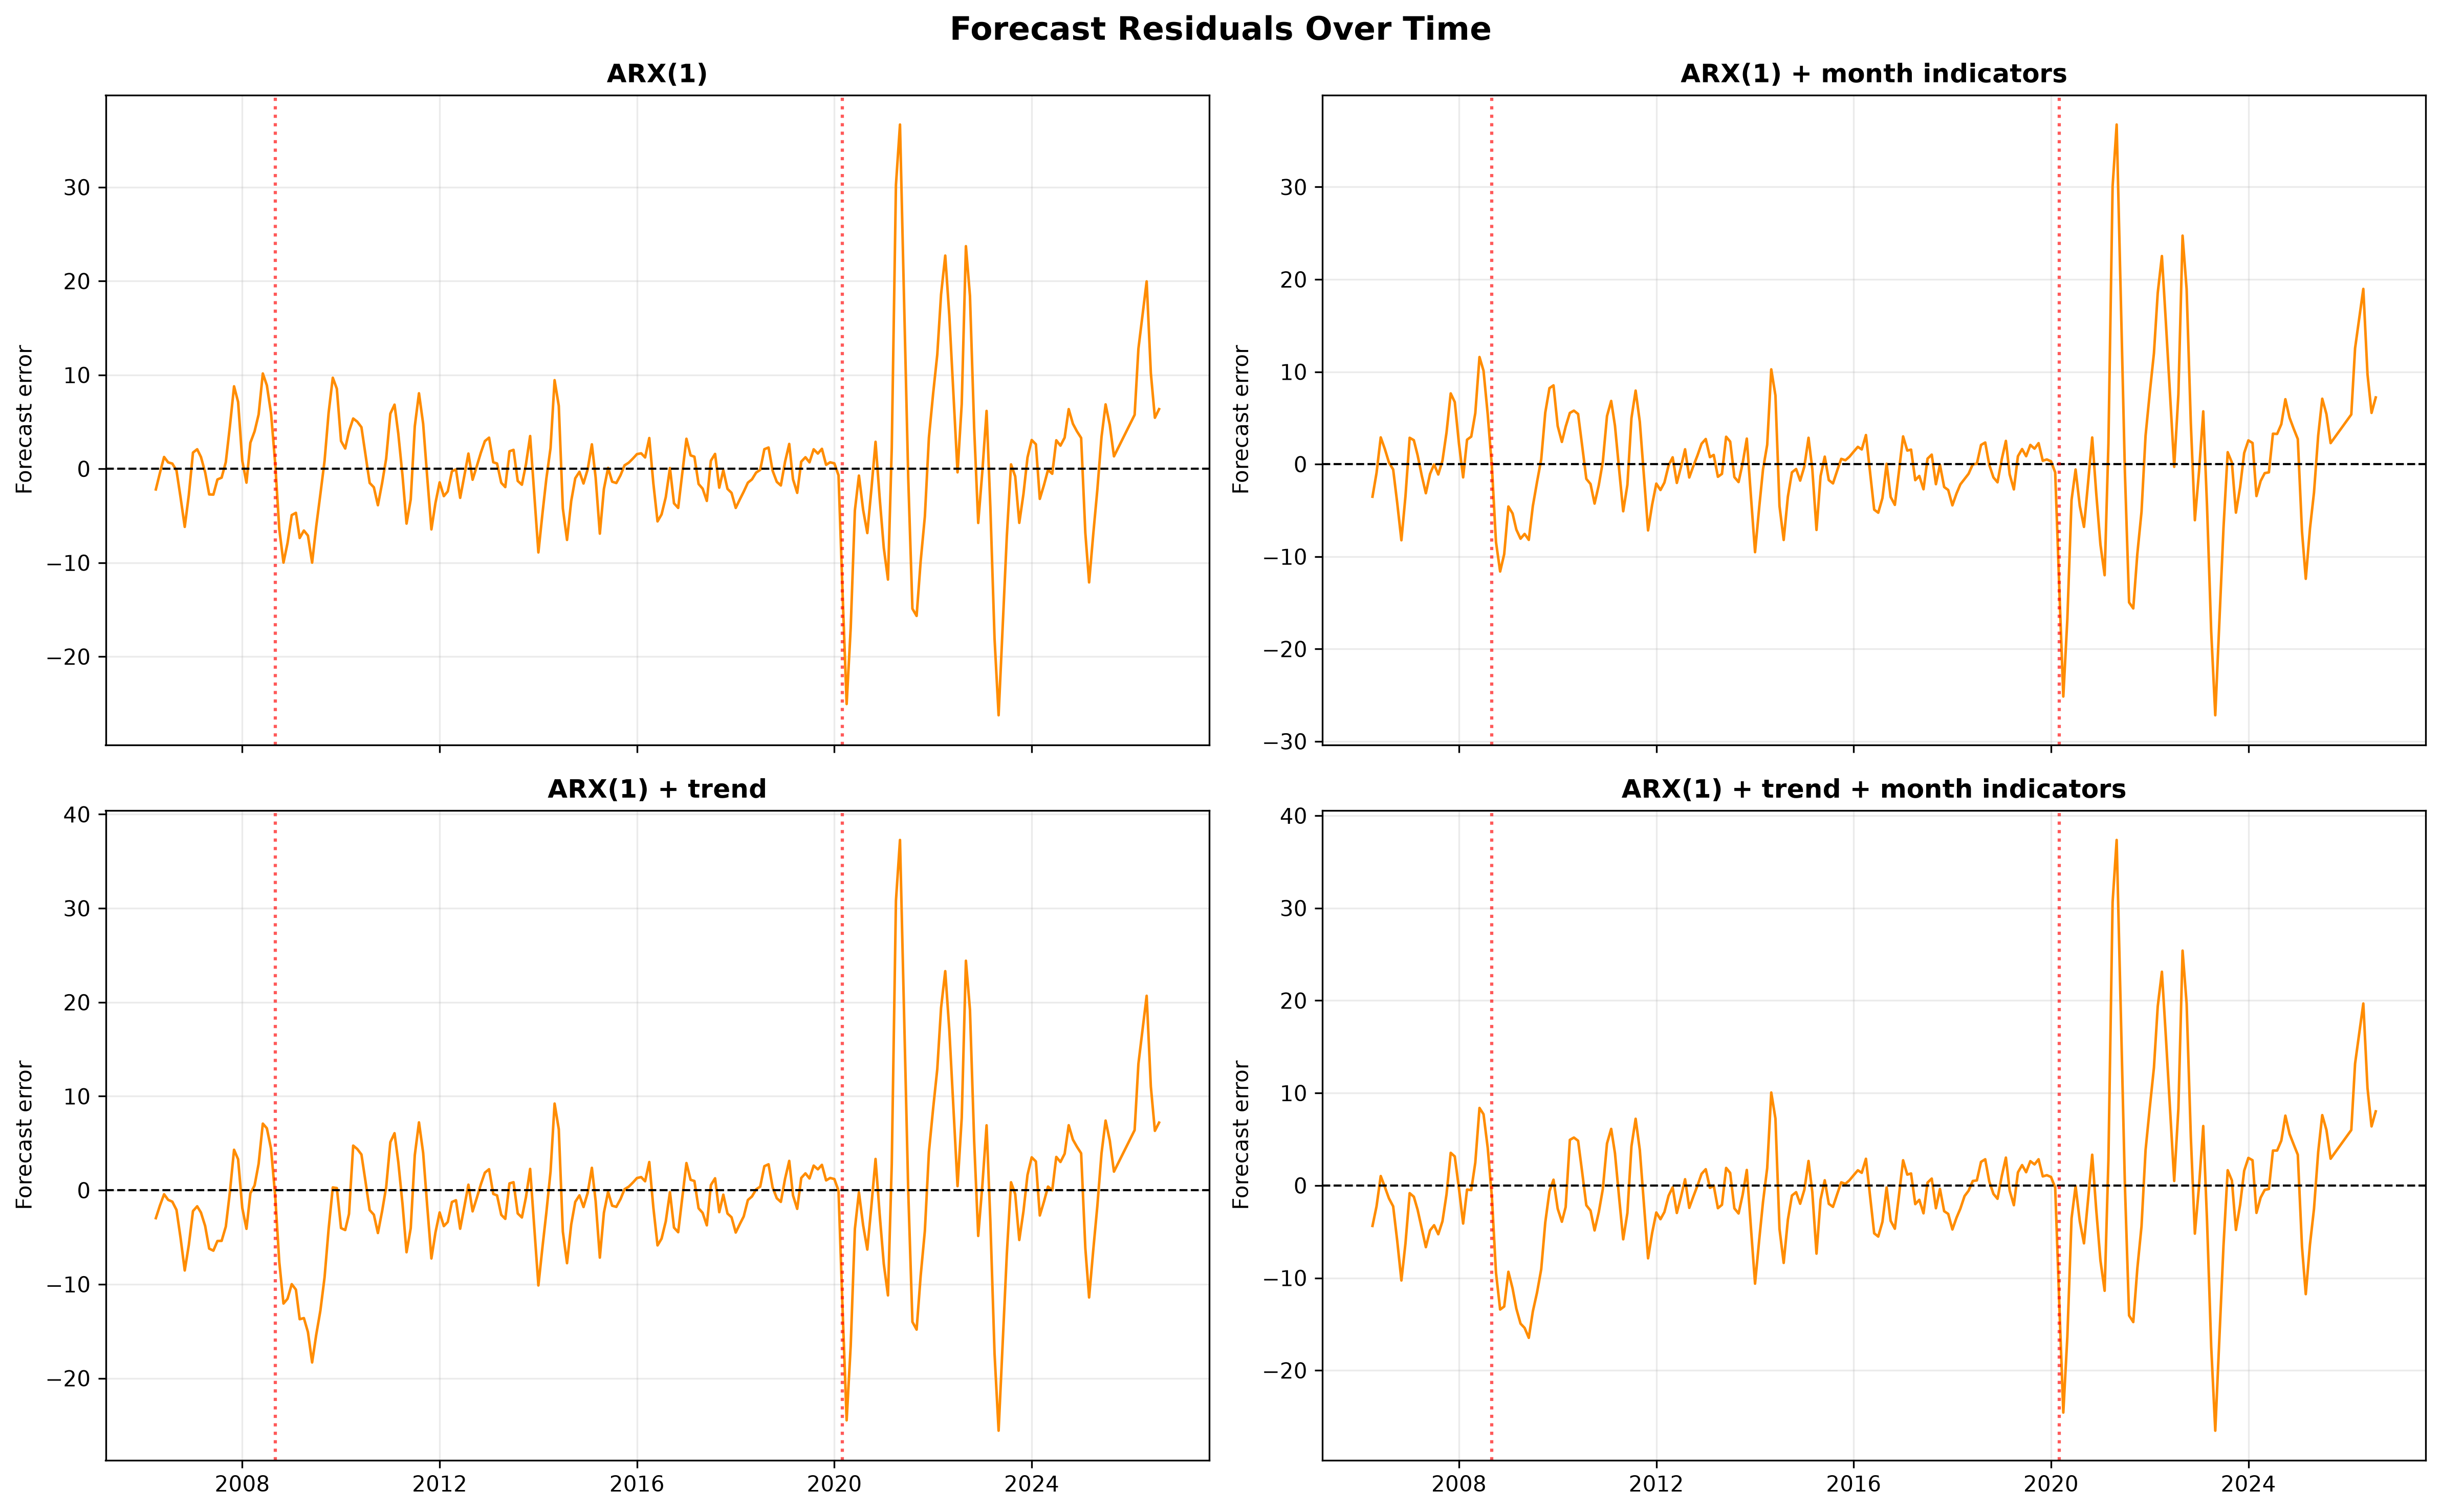 Forecast Residuals Over Time
ARX(1)
ARX(1) + month indicators
Forecast error
30
20
10
0
−10
−20
Forecast error
30
20
10
0
−10
−20
−30
ARX(1) + trend
ARX(1) + trend + month indicators
Forecast error
40
30
20
10
0
−10
−20
2008 2012 2016 2020 2024
Forecast error
40
30
20
10
0
−10
−20
2008 2012 2016 2020 2024